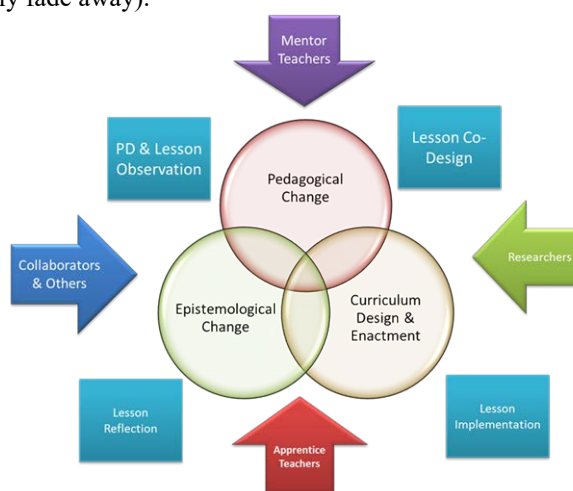 ly fade away).
Mentor
Teachers
PD & Lesson
Observation
Lesson Co-
Design
Pedagogical
Change
Collaborators
& Others
Researchers
Epistemological
Change
Curriculum
Design &
Enactment
Lesson
Reflection
Apprentice
Teachers
Lesson
Implementation